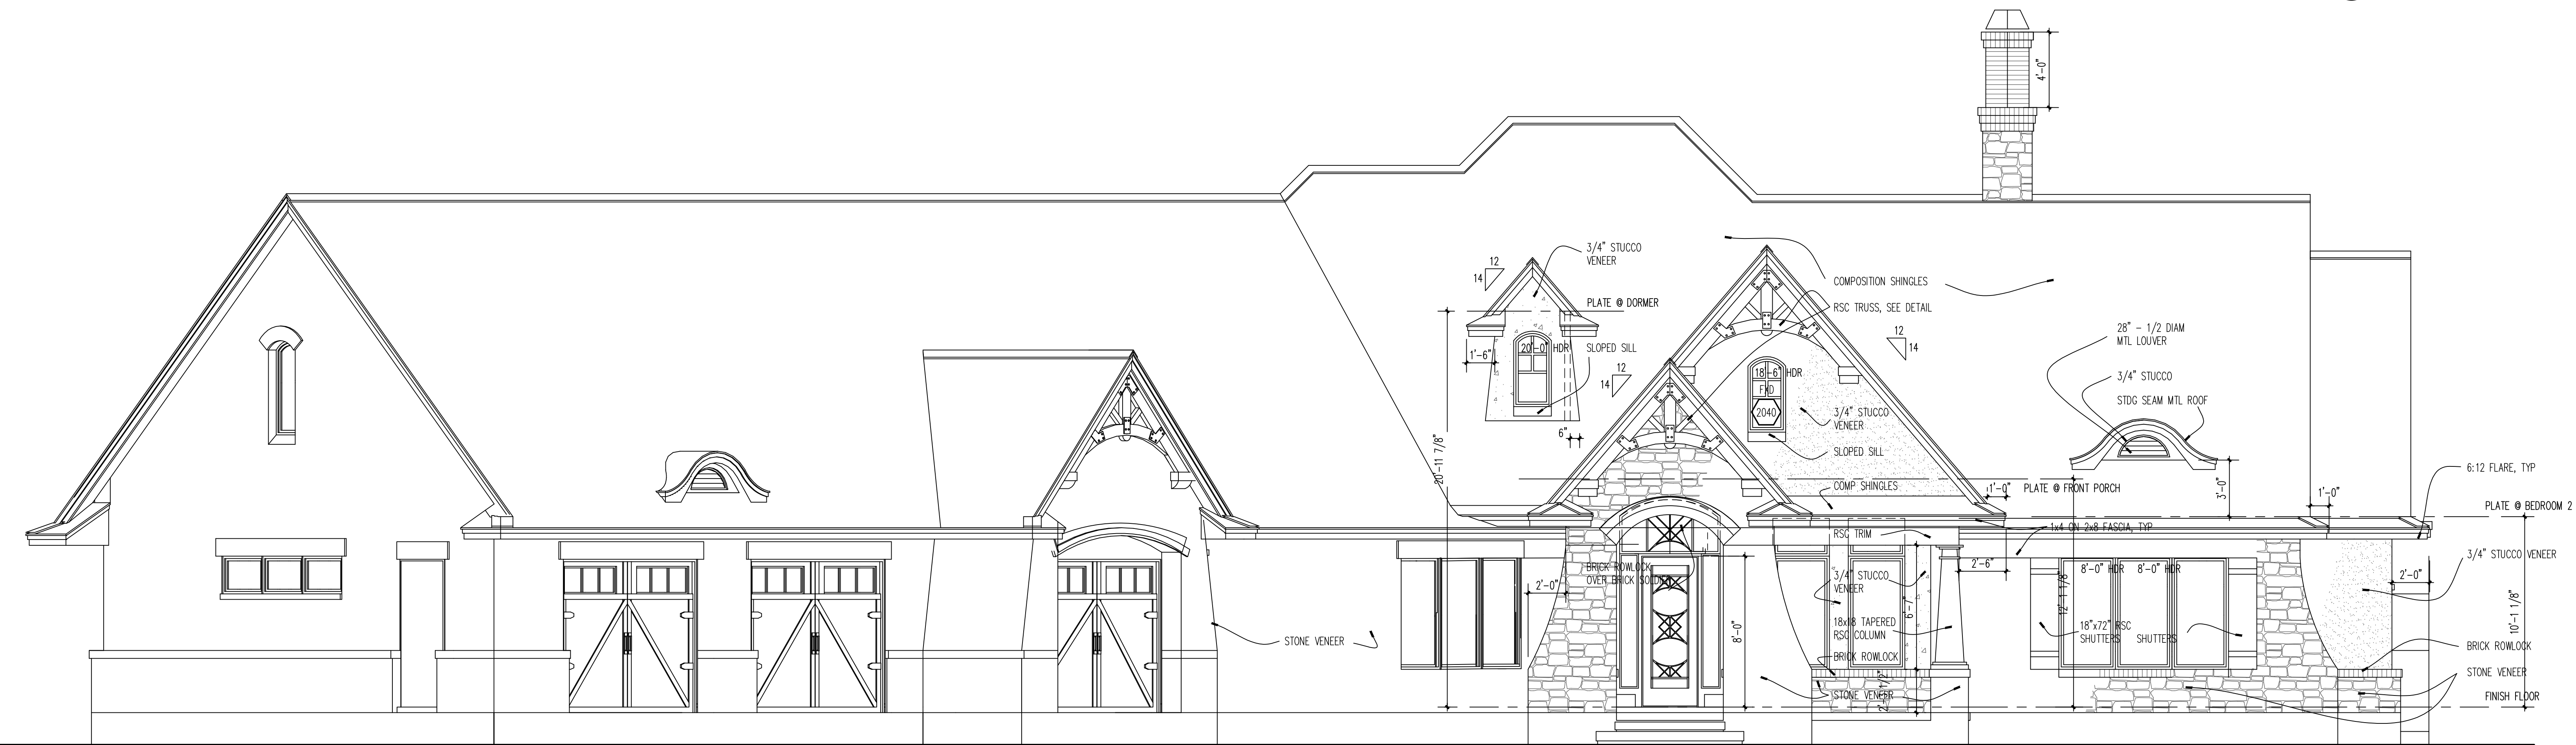 4'-0"
3/4" STUCCO
VENEER
12
14
COMPOSITION SHINGLES
PLATE @ DORMER
RSC TRUSS, SEE DETAIL
28" - 1/2 DIAM
MTL LOUVER
12
14
1'-6"
20'-0" HDR
SLOPED SILL
12
14
18'-6" HDR
FXD
2040
3/4" STUCCO
STDG SEAM MTL ROOF
3/4" STUCCO
VENEER
6"
SLOPED SILL
20'-11 7/8"
6:12 FLARE, TYP
COMP SHINGLES
1'-0"
PLATE @ FRONT PORCH
3'-0"
1'-0"
PLATE @ BEDROOM 2
1x4 ON 2x8 FASCIA, TYP
RSC TRIM
3/4" STUCCO VENEER
BRICK ROWLOCK
OVER BRICK
2'-6"
8'-0" HDR
8'-0" HDR
2'-0"
3/4" STUCCO
VENEER
2'-0"
6'-7"
12'-1 1/8"
10'-1 1/8"
18x18 TAPERED
RSC COLUMN
18"x72" RSC
SHUTTERS
SHUTTERS
STONE VENEER
8'-0"
BRICK ROWLOCK
BRICK ROWLOCK
STONE VENEER
STONE VENEER
FINISH FLOOR